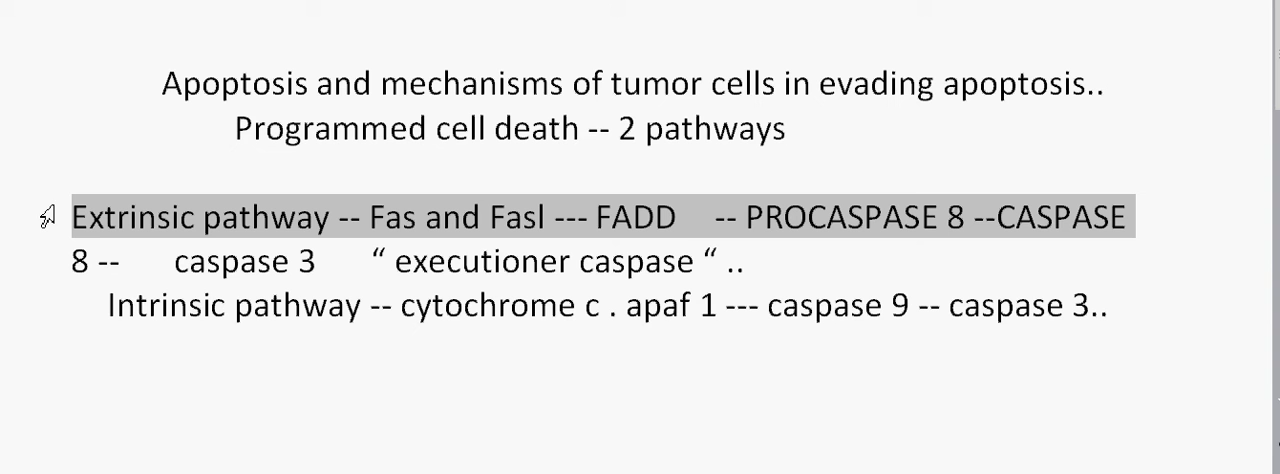 Apoptosis and mechanisms of tumor cells in evading apoptosis..
Programmed cell death -- 2 pathways
Extrinsic pathway -- Fas and Fasl --- FADD -- PROCASPASE 8 --CASPASE
8 -- caspase 3 “ executioner caspase “ ..
Intrinsic pathway -- cytochrome c . apaf 1 --- caspase 9 -- caspase 3..